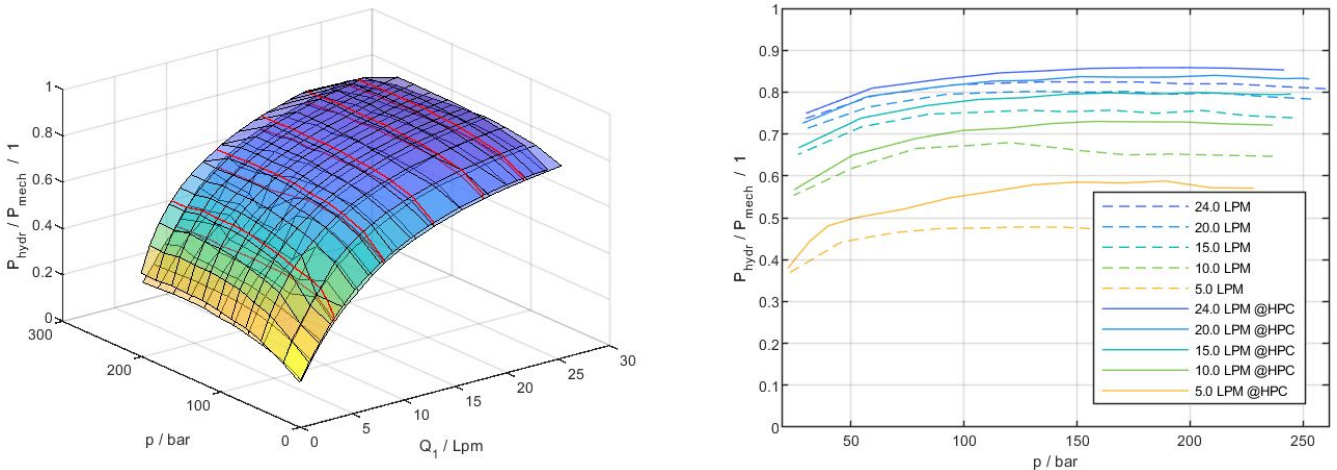 1
0.8
0.6
0.4
0.2
0
P_hydr / P_mech / 1
300
200
100
0
p / bar
0
5
10
15
20
25
30
Q_1 / Lpm
1
0.9
0.8
0.7
0.6
0.5
0.4
0.3
0.2
0.1
0
P_hydr / P_mech / 1
50
100
150
200
250
p / bar
24.0 LPM
20.0 LPM
15.0 LPM
10.0 LPM
5.0 LPM
24.0 LPM @HPC
20.0 LPM @HPC
15.0 LPM @HPC
10.0 LPM @HPC
5.0 LPM @HPC